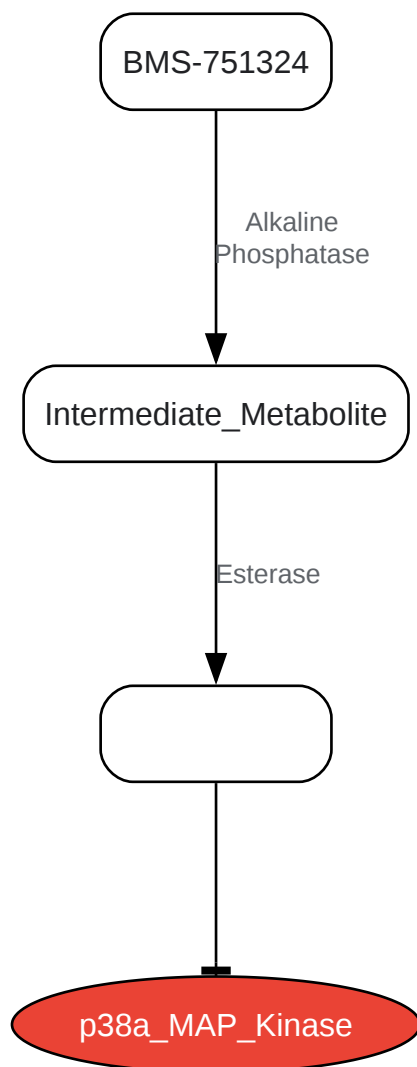 BMS-751324
Alkaline
Phosphatase
Intermediate_Metabolite
Esterase
p38a_MAP_Kinase